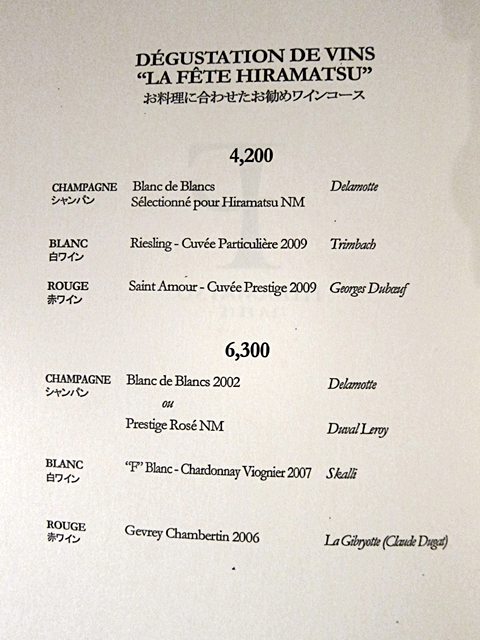 DÉGUSTATION DE VINS
“LA FÊTE HIRAMATSU”
お料理に合わせたお勧めワインコース
4,200
CHAMPAGNE Blanc de Blancs Delamotte
シャンパン Sélectionné pour Hiramatsu NM
BLANC Riesling - Cuvée Particulière 2009 Trimbach
白ワイン
ROUGE Saint Amour - Cuvée Prestige 2009 Georges Dubœuf
赤ワイン
6,300
CHAMPAGNE Blanc de Blancs 2002 Delamotte
シャンパン
ou
Prestige Rosé NM Duval Leroy
BLANC “F” Blanc - Chardonnay Viognier 2007 Skalli
白ワイン
ROUGE Gevrey Chambertin 2006 La Gibryotte (Claude Dugat)
赤ワイン